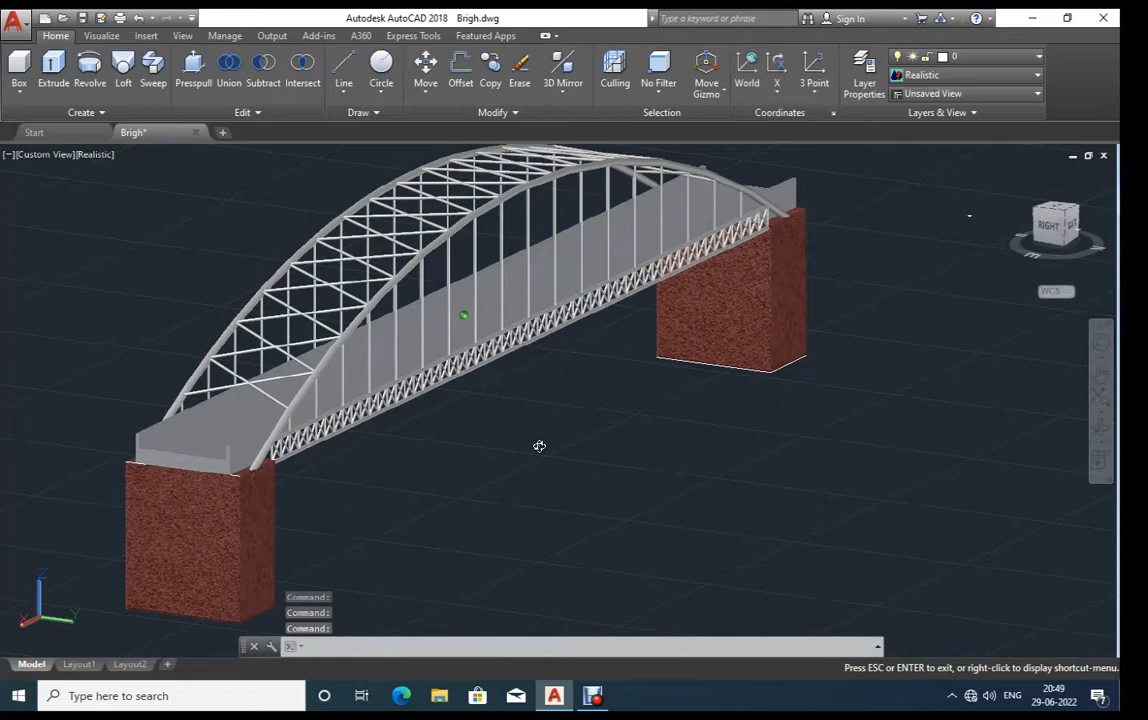 Autodesk AutoCAD 2018 Brigh.dwg
Type a keyword or phrase
Sign In
Home Visualize Insert View Manage Output Add-ins A360 Express Tools Featured Apps
Box Extrude Revolve Loft Sweep Presspull Union Subtract Intersect Line Circle Move Offset Copy Erase 3D Mirror Culling No Filter Move Gizmo World X 3 Point Layer Properties
0
Realistic
Unsaved View
Create Edit Draw Modify Selection Coordinates Layers & View
Start Brigh*
[−][Custom View][Realistic]
RIGHT
WCS
Z
X
Y
Command:
Command:
Command:
Model Layout1 Layout2
Press ESC or ENTER to exit, or right-click to display shortcut-menu.
Type here to search
ENG
20:49
29-06-2022
7